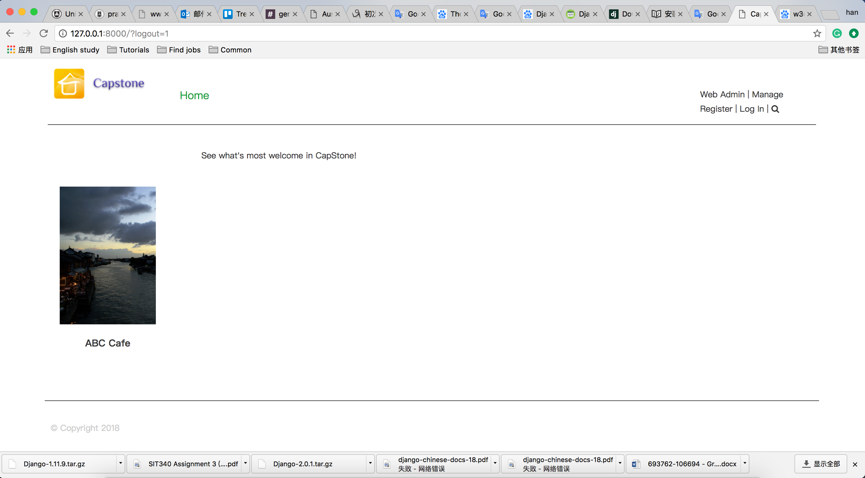 Un
pra
www
邮件
Tre
ger
Au
初次
Go
The
Go
Dja
Dja
Do
安装
Go
Ca
w3
han
127.0.0.1:8000/?logout=1
应用
English study
Tutorials
Find jobs
Common
其他书签
Capstone
Home
Web Admin | Manage
Register | Log In |
See what's most welcome in CapStone!
ABC Cafe
© Copyright 2018
Django-1.11.9.tar.gz
SIT340 Assignment 3 (....pdf
Django-2.0.1.tar.gz
django-chinese-docs-18.pdf
失败 - 网络错误
django-chinese-docs-18.pdf
失败 - 网络错误
693762-106694 - Gr....docx
显示全部